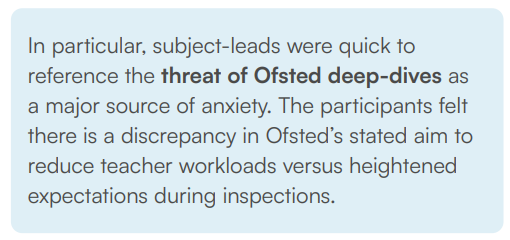 In particular, subject-leads were quick to
reference the threat of Ofsted deep-dives as
a major source of anxiety. The participants felt
there is a discrepancy in Ofsted's stated aim to
reduce teacher workloads versus heightened
expectations during inspections.